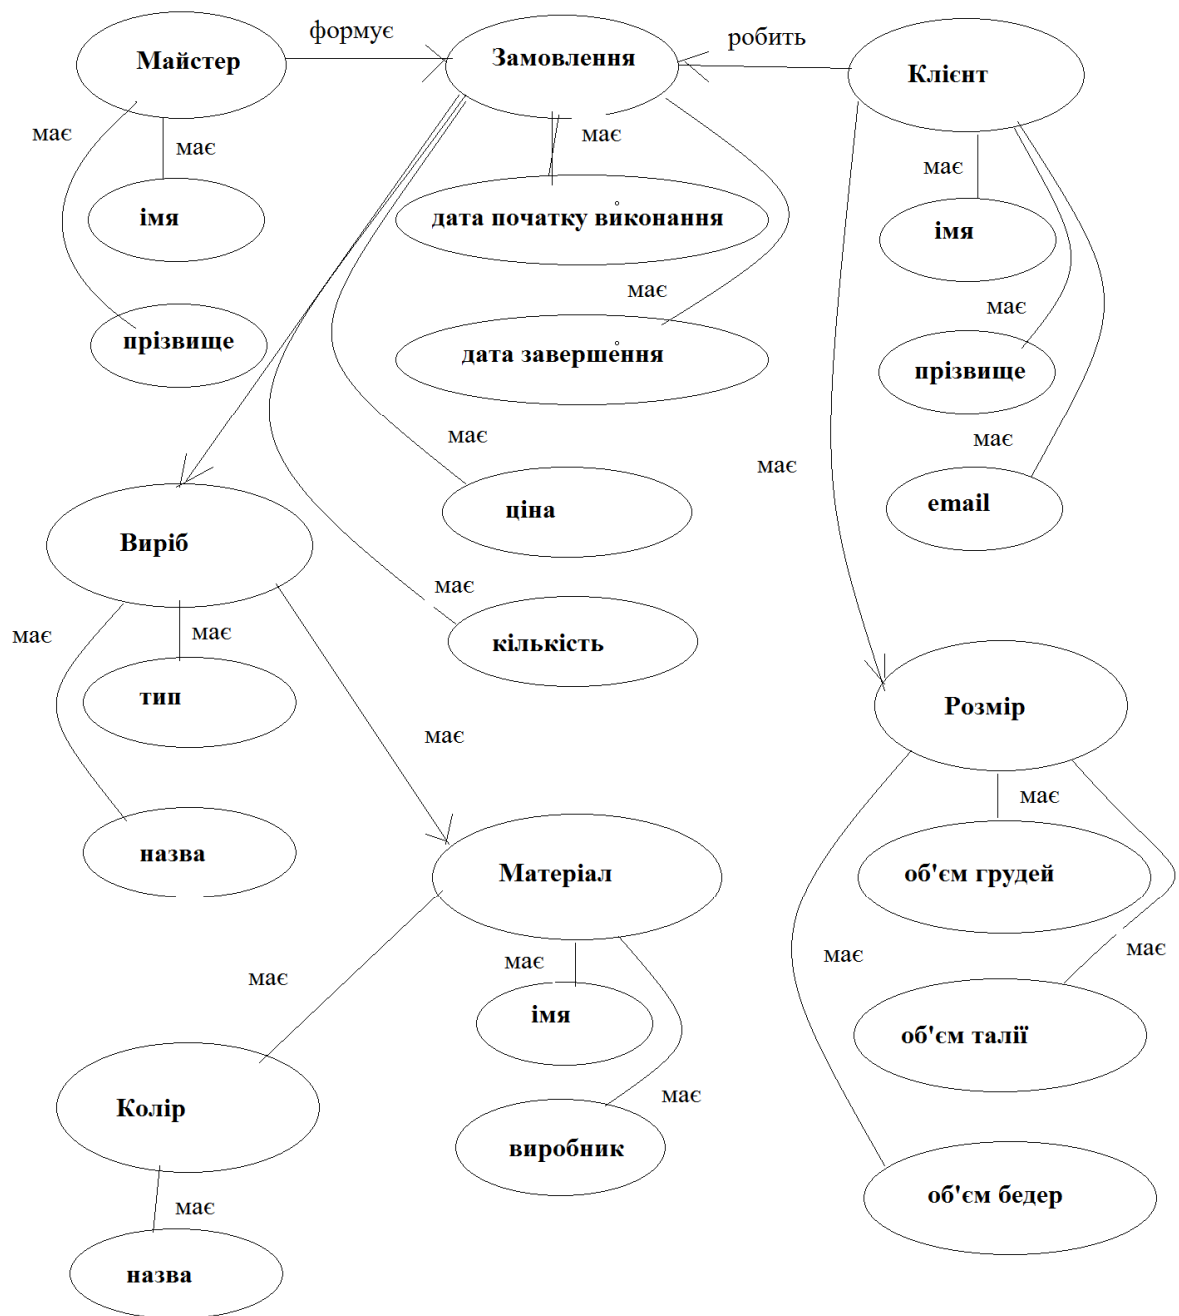 формує
робить
Майстер
Замовлення
Клієнт
має
має
має
має
імя
дата початку виконання
імя
має
має
прізвище
дата завершення
прізвище
має
має
має
ціна
email
Виріб
має
має
має
кількість
тип
Розмір
має
має
назва
Матеріал
об'єм грудей
має
має
має
має
імя
об'єм талії
має
Колір
виробник
має
об'єм бедер
назва